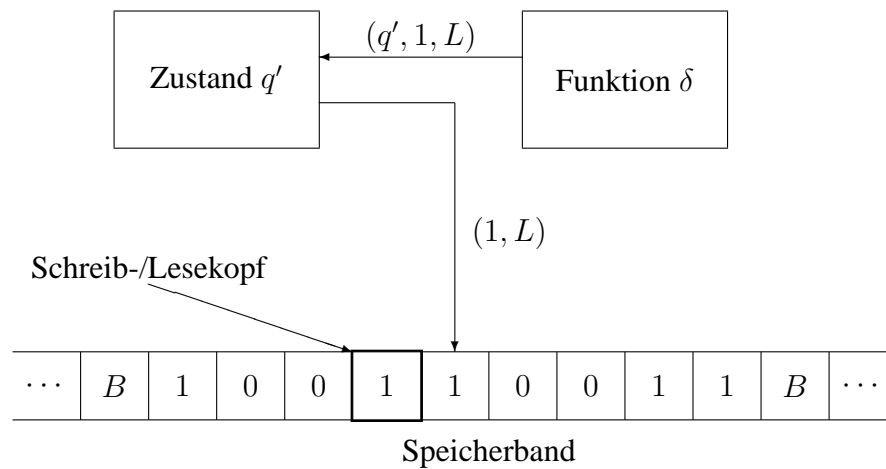 (q′, 1, L)
Zustand q′
Funktion δ
(1, L)
Schreib-/Lesekopf
··· B 1 0 0 1 1 0 0 1 1 B ···
Speicherband